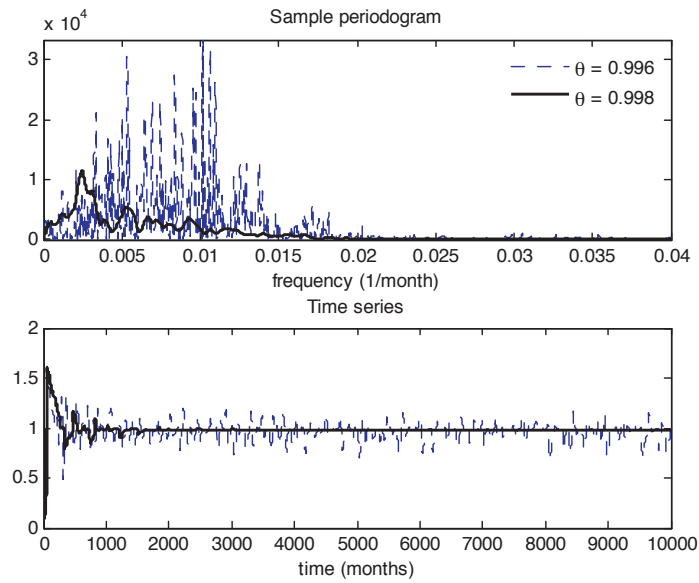 Sample periodogram
x 10⁴
3
2
1
0
θ = 0.996
θ = 0.998
0 0.005 0.01 0.015 0.02 0.025 0.03 0.035 0.04
frequency (1/month)
Time series
2
1.5
1
0.5
0
0 1000 2000 3000 4000 5000 6000 7000 8000 9000 10000
time (months)